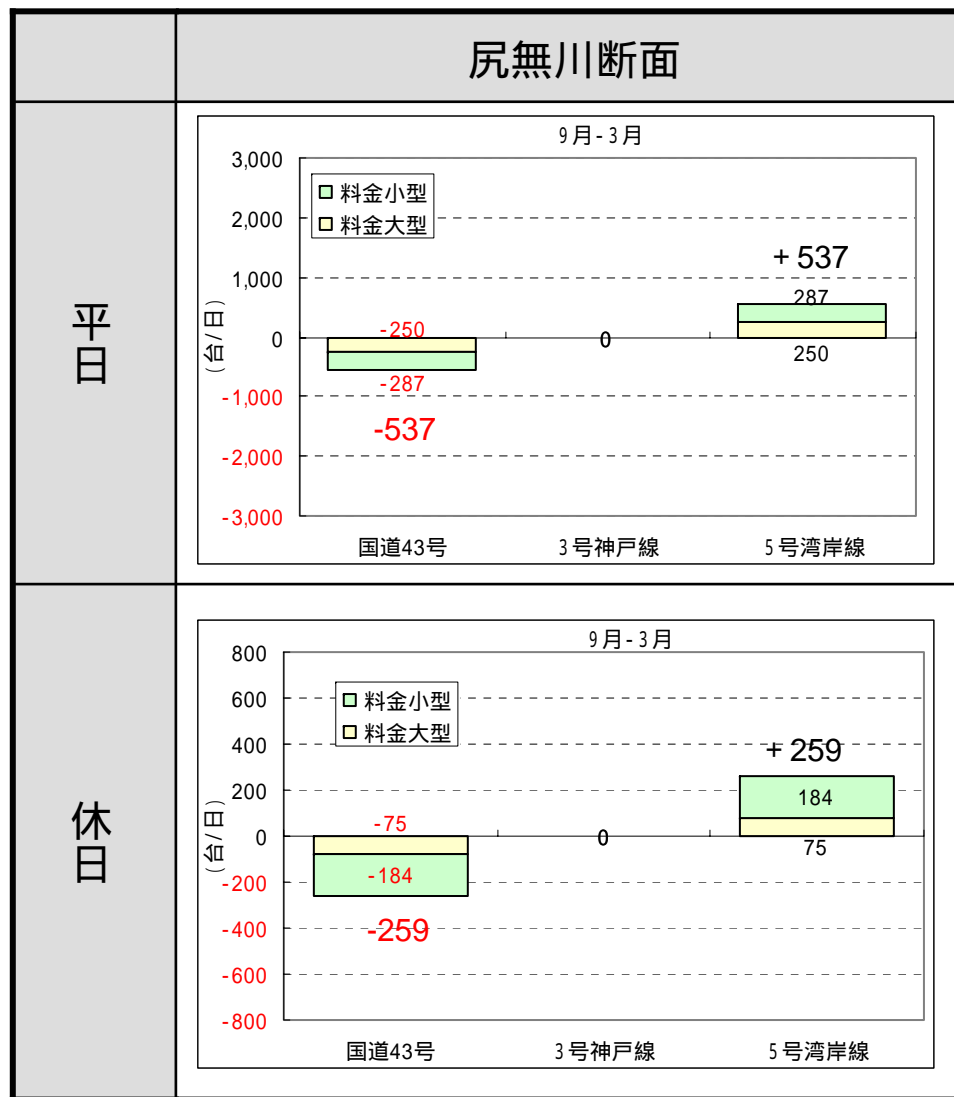 尻無川断面
平日
9月-3月
3,000
2,000
1,000
0
-1,000
-2,000
-3,000
(台/日)
料金小型
料金大型
-250
-287
-537
0
+537
287
250
国道43号
3号神戸線
5号湾岸線
休日
9月-3月
800
600
400
200
0
-200
-400
-600
-800
(台/日)
料金小型
料金大型
-75
-184
-259
0
+259
184
75
国道43号
3号神戸線
5号湾岸線